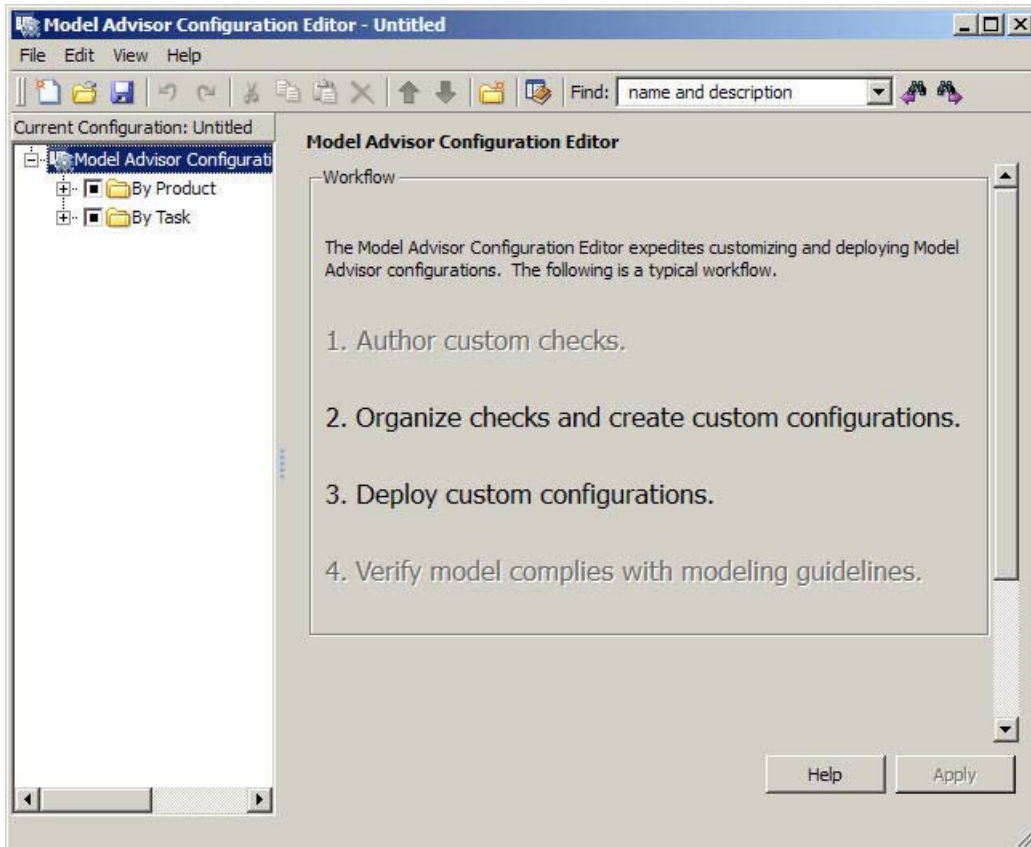 Model Advisor Configuration Editor - Untitled
File Edit View Help
Find: name and description
Current Configuration: Untitled
Model Advisor Configurati
By Product
By Task
Model Advisor Configuration Editor
Workflow
The Model Advisor Configuration Editor expedites customizing and deploying Model
Advisor configurations. The following is a typical workflow.
1. Author custom checks.
2. Organize checks and create custom configurations.
3. Deploy custom configurations.
4. Verify model complies with modeling guidelines.
Help Apply